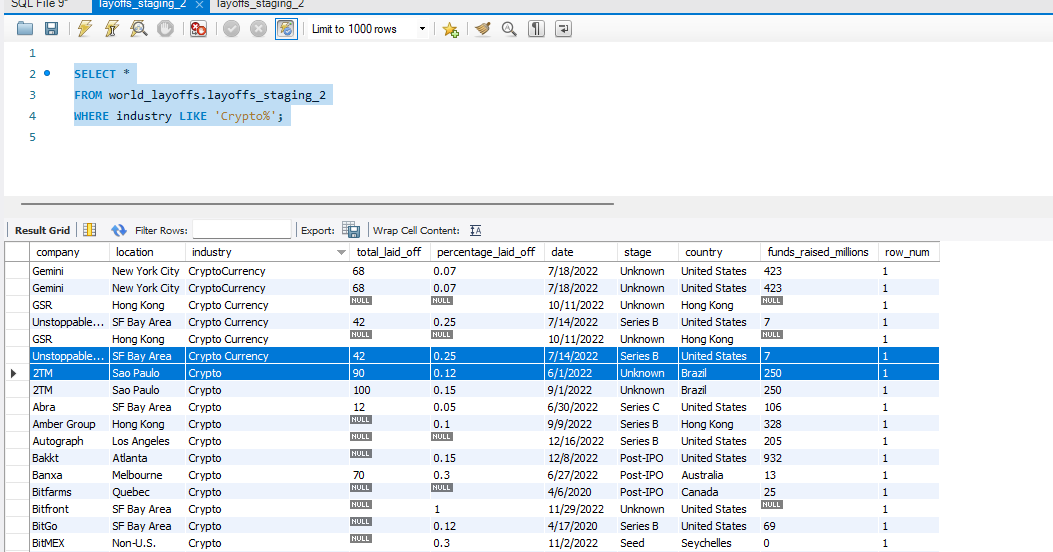 SQL File 9* layoffs_staging_2 × layoffs_staging_2
Limit to 1000 rows
1
2 SELECT *
3 FROM world_layoffs.layoffs_staging_2
4 WHERE industry LIKE 'Crypto%';
5
Result Grid Filter Rows: Export: Wrap Cell Content:
company location industry total_laid_off percentage_laid_off date stage country funds_raised_millions row_num
Gemini New York City CryptoCurrency 68 0.07 7/18/2022 Unknown United States 423 1
Gemini New York City CryptoCurrency 68 0.07 7/18/2022 Unknown United States 423 1
GSR Hong Kong Crypto Currency NULL NULL 10/11/2022 Unknown Hong Kong NULL 1
Unstoppable... SF Bay Area Crypto Currency 42 0.25 7/14/2022 Series B United States 7 1
GSR Hong Kong Crypto Currency NULL NULL 10/11/2022 Unknown Hong Kong NULL 1
Unstoppable... SF Bay Area Crypto Currency 42 0.25 7/14/2022 Series B United States 7 1
2TM Sao Paulo Crypto 90 0.12 6/1/2022 Unknown Brazil 250 1
2TM Sao Paulo Crypto 100 0.15 9/1/2022 Unknown Brazil 250 1
Abra SF Bay Area Crypto 12 0.05 6/30/2022 Series C United States 106 1
Amber Group Hong Kong Crypto NULL 0.1 9/9/2022 Series B Hong Kong 328 1
Autograph Los Angeles Crypto NULL NULL 12/16/2022 Series B United States 205 1
Bakkt Atlanta Crypto NULL 0.15 12/8/2022 Post-IPO United States 932 1
Banxa Melbourne Crypto 70 0.3 6/27/2022 Post-IPO Australia 13 1
Bitfarms Quebec Crypto NULL NULL 4/6/2020 Post-IPO Canada 25 1
Bitfront SF Bay Area Crypto NULL 1 11/29/2022 Unknown United States NULL 1
BitGo SF Bay Area Crypto NULL 0.12 4/17/2020 Series B United States 69 1
BitMEX Non-U.S. Crypto NULL 0.3 11/2/2022 Seed Seychelles 0 1